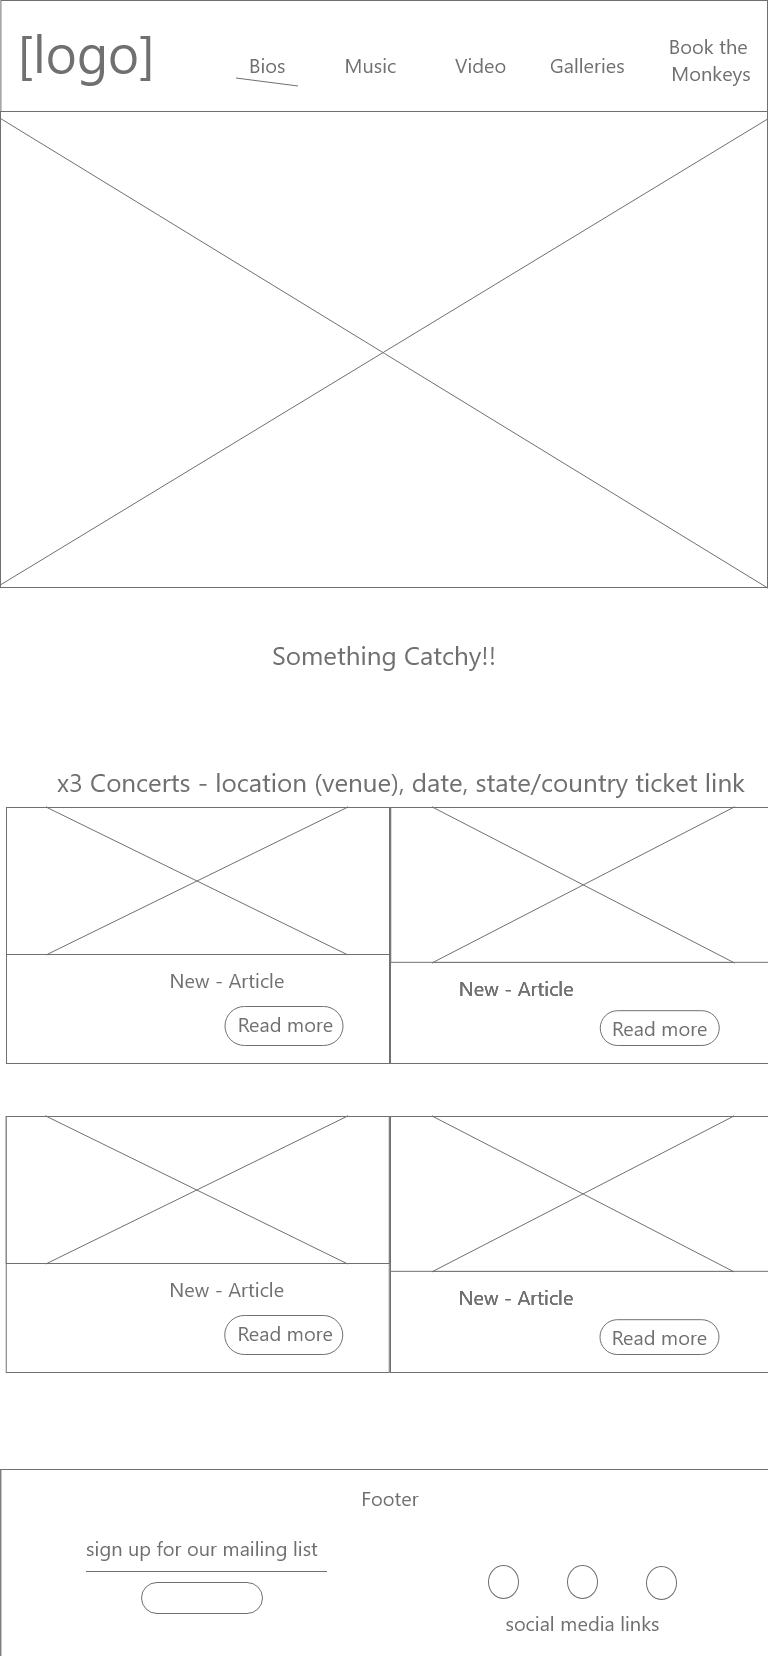 [logo]
Bios
Music
Video
Galleries
Book the
Monkeys
Something Catchy!!
x3 Concerts - location (venue), date, state/country ticket link
New - Article
Read more
New - Article
Read more
New - Article
Read more
New - Article
Read more
Footer
sign up for our mailing list
social media links